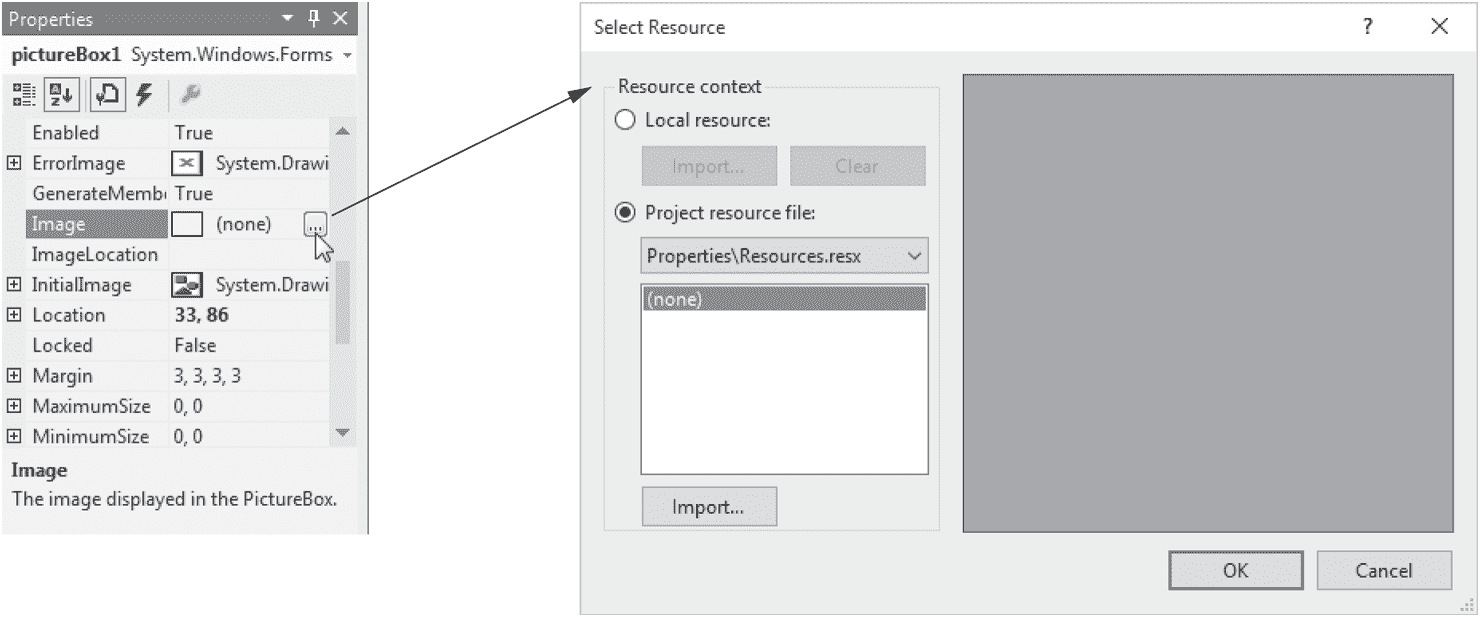 Properties
pictureBox1 System.Windows.Forms
Enabled True
ErrorImage System.Drawi
GenerateMembe True
Image (none) ...
ImageLocation
InitialImage System.Drawi
Location 33, 86
Locked False
Margin 3, 3, 3, 3
MaximumSize 0, 0
MinimumSize 0, 0
Image
The image displayed in the PictureBox.
Select Resource ?
Resource context
Local resource:
Import... Clear
Project resource file:
Properties\Resources.resx
(none)
Import...
OK Cancel